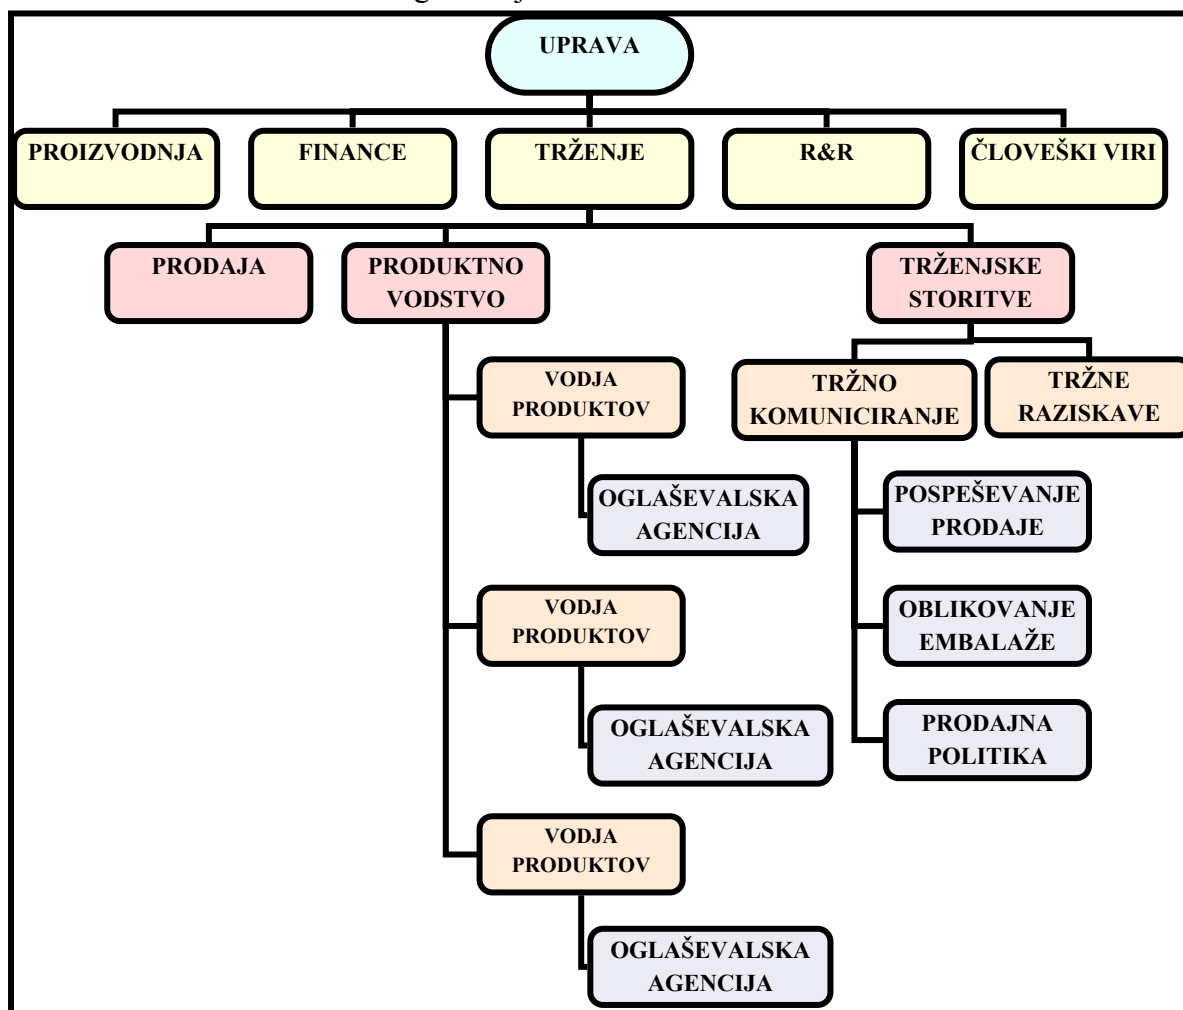 UPRAVA
PROIZVODNJA
FINANCE
TRŽENJE
R&R
ČLOVEŠKI VIRI
PRODAJA
PRODUKTNO
VODSTVO
TRŽENJSKE
STORITVE
VODJA
PRODUKTOV
TRŽNO
KOMUNICIRANJE
TRŽNE
RAZISKAVE
OGLAŠEVALSKA
AGENCIJA
POSPEŠEVANJE
PRODAJE
VODJA
PRODUKTOV
OBLIKOVANJE
EMBALAŽE
OGLAŠEVALSKA
AGENCIJA
PRODAJNA
POLITIKA
VODJA
PRODUKTOV
OGLAŠEVALSKA
AGENCIJA